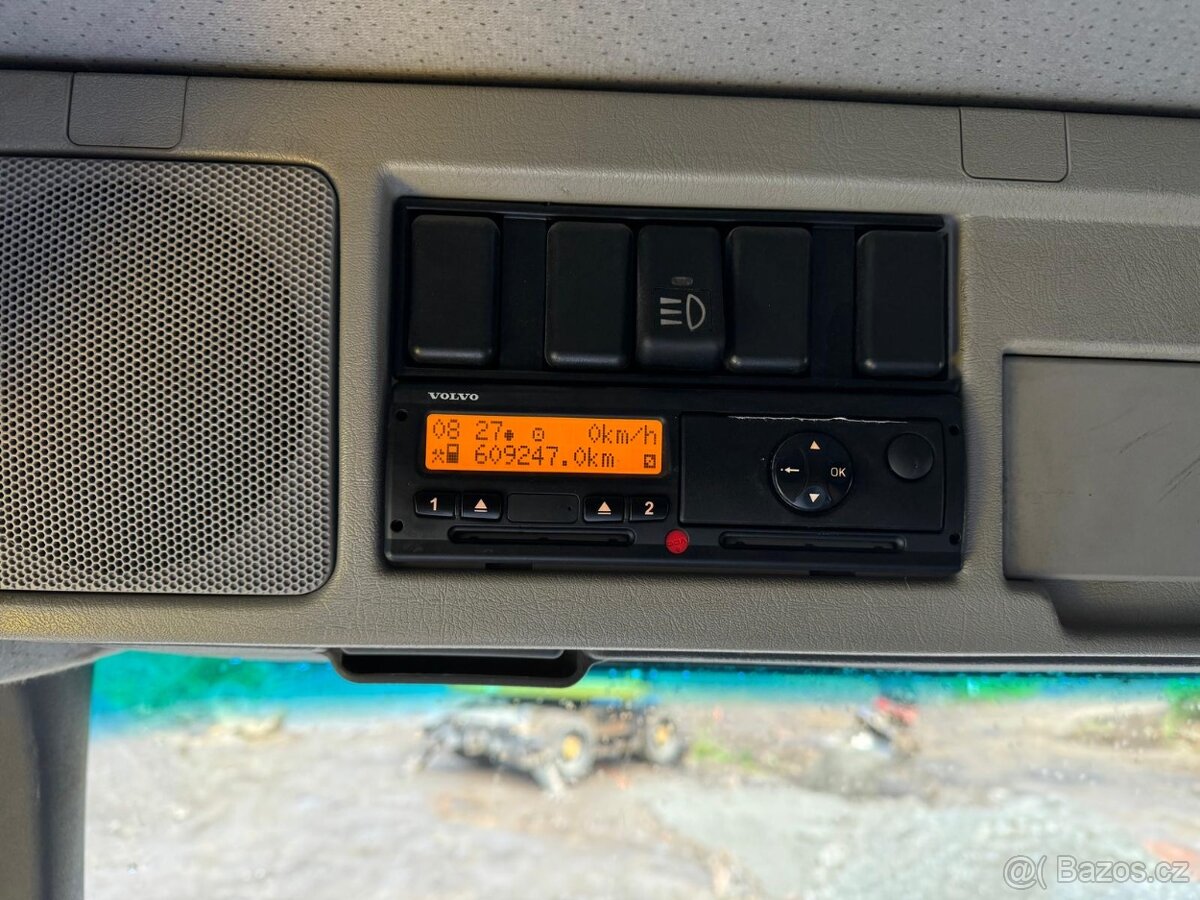 VOLVO
08 27 0km/h
609247.0km
1 2
OK
@( Bazos.cz